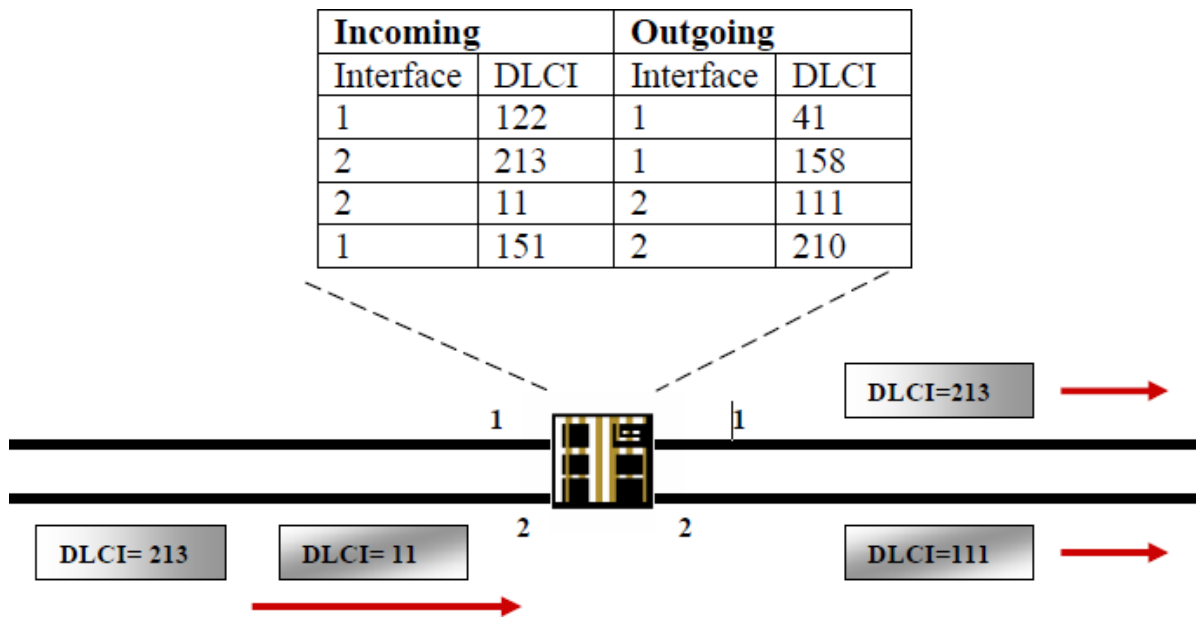 Incoming Outgoing
Interface DLCI Interface DLCI
1 122 1 41
2 213 1 158
2 11 2 111
1 151 2 210
DLCI=213
1 1
2 2
DLCI= 213 DLCI= 11 DLCI=111